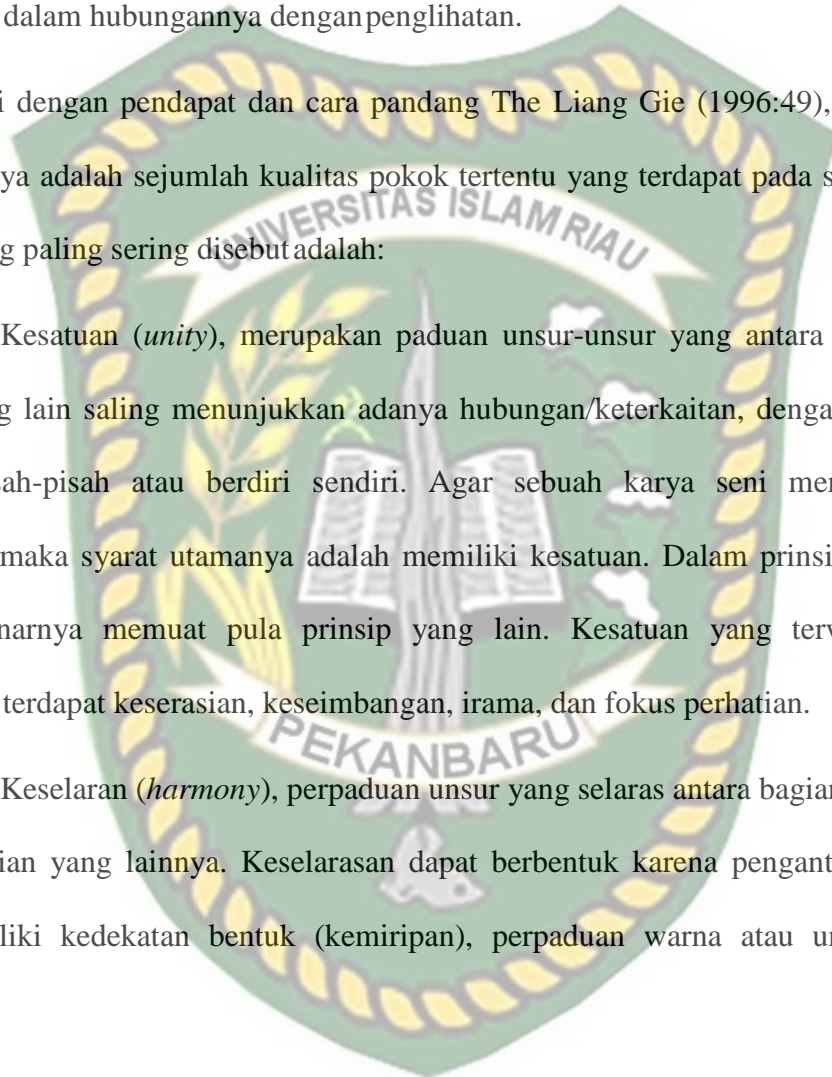 dalam hubungannya dengan penglihatan.
i dengan pendapat dan cara pandang The Liang Gie (1996:49),
ya adalah sejumlah kualitas pokok tertentu yang terdapat pada s
UNIVERSITAS ISLAM RIAU
g paling sering disebut adalah:
Kesatuan (unity), merupakan paduan unsur-unsur yang antara
g lain saling menunjukkan adanya hubungan/keterkaitan, denga
ah-pisah atau berdiri sendiri. Agar sebuah karya seni men
maka syarat utamanya adalah memiliki kesatuan. Dalam prinsi
narnya memuat pula prinsip yang lain. Kesatuan yang terv
terdapat keserasian, keseimbangan, irama, dan fokus perhatian.
PEKANBARU
Keselaran (harmony), perpaduan unsur yang selaras antara bagian
ian yang lainnya. Keselarasan dapat berbentuk karena pengant
liki kedekatan bentuk (kemiripan), perpaduan warna atau u